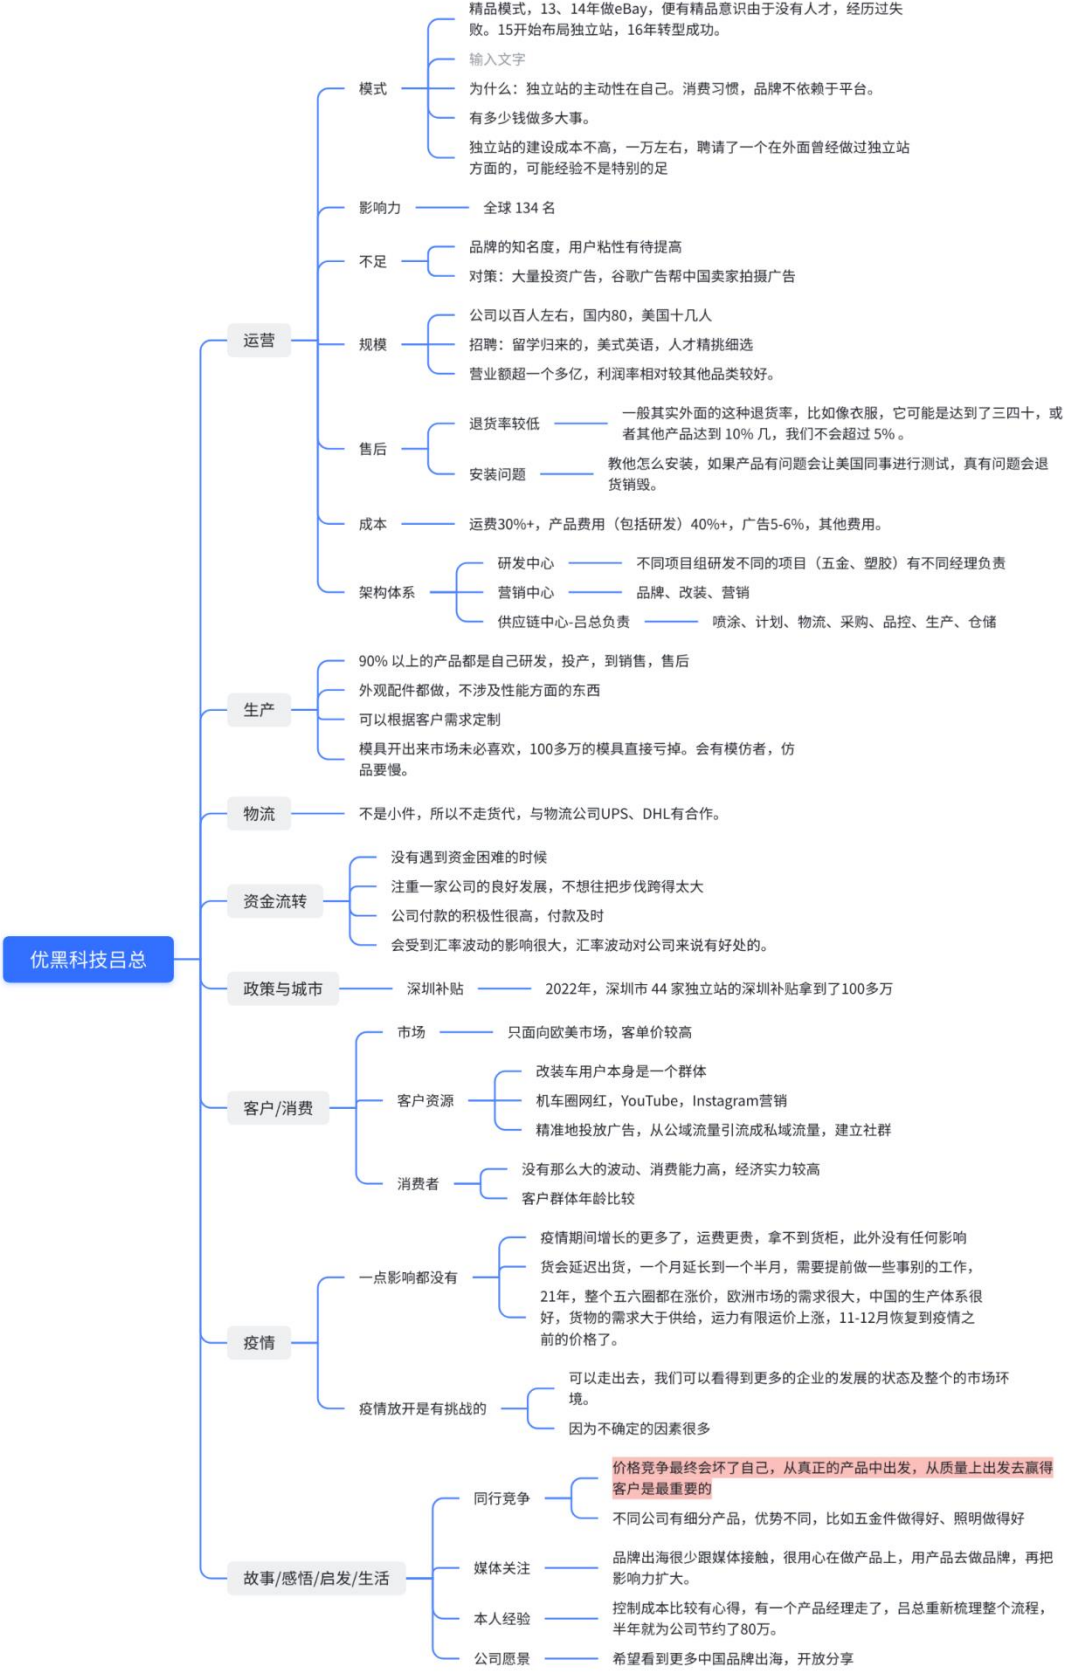 优黑科技吕总
运营
模式
精品模式，13、14年做eBay，便有精品意识由于没有人才，经历过失
败。15开始布局独立站，16年转型成功。
输入文字
为什么：独立站的主动性在自己。消费习惯，品牌不依赖于平台。
有多少钱做多大事。
独立站的建设成本不高，一万左右，聘请了一个在外面曾经做过独立站
方面的，可能经验不是特别的足
影响力
全球 134 名
不足
品牌的知名度，用户粘性有待提高
对策：大量投资广告，谷歌广告帮中国卖家拍摄广告
规模
公司以百人左右，国内80，美国十几人
招聘：留学归来的，美式英语，人才精挑细选
营业额超一个多亿，利润率相对较其他品类较好。
售后
退货率较低
一般其实外面的这种退货率，比如像衣服，它可能是达到了三四十，或
者其他产品达到 10% 几，我们不会超过 5% 。
安装问题
教他怎么安装，如果产品有问题会让美国同事进行测试，真有问题会退
货销毁。
成本
运费30%+，产品费用（包括研发）40%+，广告5-6%，其他费用。
架构体系
研发中心
不同项目组研发不同的项目（五金、塑胶）有不同经理负责
营销中心
品牌、改装、营销
供应链中心-吕总负责
喷涂、计划、物流、采购、品控、生产、仓储
生产
90% 以上的产品都是自己研发，投产，到销售，售后
外观配件都做，不涉及性能方面的东西
可以根据客户需求定制
模具开出来市场未必喜欢，100多万的模具直接亏掉。会有模仿者，仿
品要慢。
物流
不是小件，所以不走货代，与物流公司UPS、DHL有合作。
资金流转
没有遇到资金困难的时候
注重一家公司的良好发展，不想往把步伐跨得太大
公司付款的积极性很高，付款及时
会受到汇率波动的影响很大，汇率波动对公司来说有好处的。
政策与城市
深圳补贴
2022年，深圳市 44 家独立站的深圳补贴拿到了100多万
客户/消费
市场
只面向欧美市场，客单价较高
客户资源
改装车用户本身是一个群体
机车圈网红，YouTube，Instagram营销
精准地投放广告，从公域流量引流成私域流量，建立社群
消费者
没有那么大的波动、消费能力高，经济实力较高
客户群体年龄比较
疫情
一点影响都没有
疫情期间增长的更多了，运费更贵，拿不到货柜，此外没有任何影响
货会延迟出货，一个月延长到一个半月，需要提前做一些事别的工作，
21年，整个五六圈都在涨价，欧洲市场的需求很大，中国的生产体系很
好，货物的需求大于供给，运力有限运价上涨，11-12月恢复到疫情之
前的价格了。
疫情放开是有挑战的
可以走出去，我们可以看得到更多的企业的发展的状态及整个的市场环
境。
因为不确定的因素很多
故事/感悟/启发/生活
同行竞争
价格竞争最终会坏了自己，从真正的产品中出发，从质量上出发去赢得
客户是最重要的
不同公司有细分产品，优势不同，比如五金件做得好、照明做得好
媒体关注
品牌出海很少跟媒体接触，很用心在做产品上，用产品去做品牌，再把
影响力扩大。
本人经验
控制成本比较有心得，有一个产品经理走了，吕总重新梳理整个流程，
半年就为公司节约了80万。
公司愿景
希望看到更多中国品牌出海，开放分享